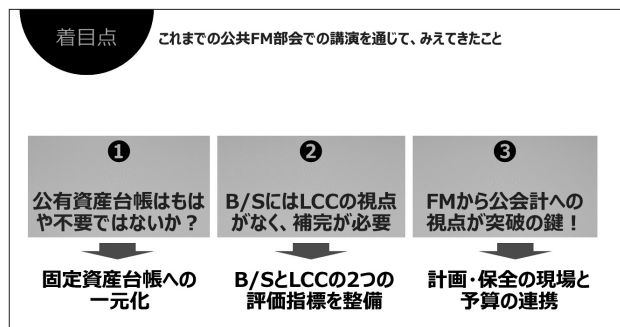 着目点
これまでの公共FM部会での講演を通じて、みえてきたこと
❶
公有資産台帳はもは
や不要ではないか？
固定資産台帳への
一元化
❷
B/SにはLCCの視点
がなく、補完が必要
B/SとLCCの2つの
評価指標を整備
❸
FMから公会計への
視点が突破の鍵！
計画・保全の現場と
予算の連携